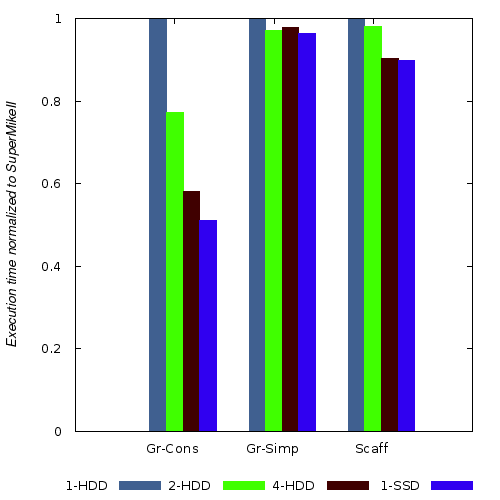 Execution time normalized to SuperMikeII
1
0.8
0.6
0.4
0.2
0
Gr-Cons Gr-Simp Scaff
1-HDD 2-HDD 4-HDD 1-SSD